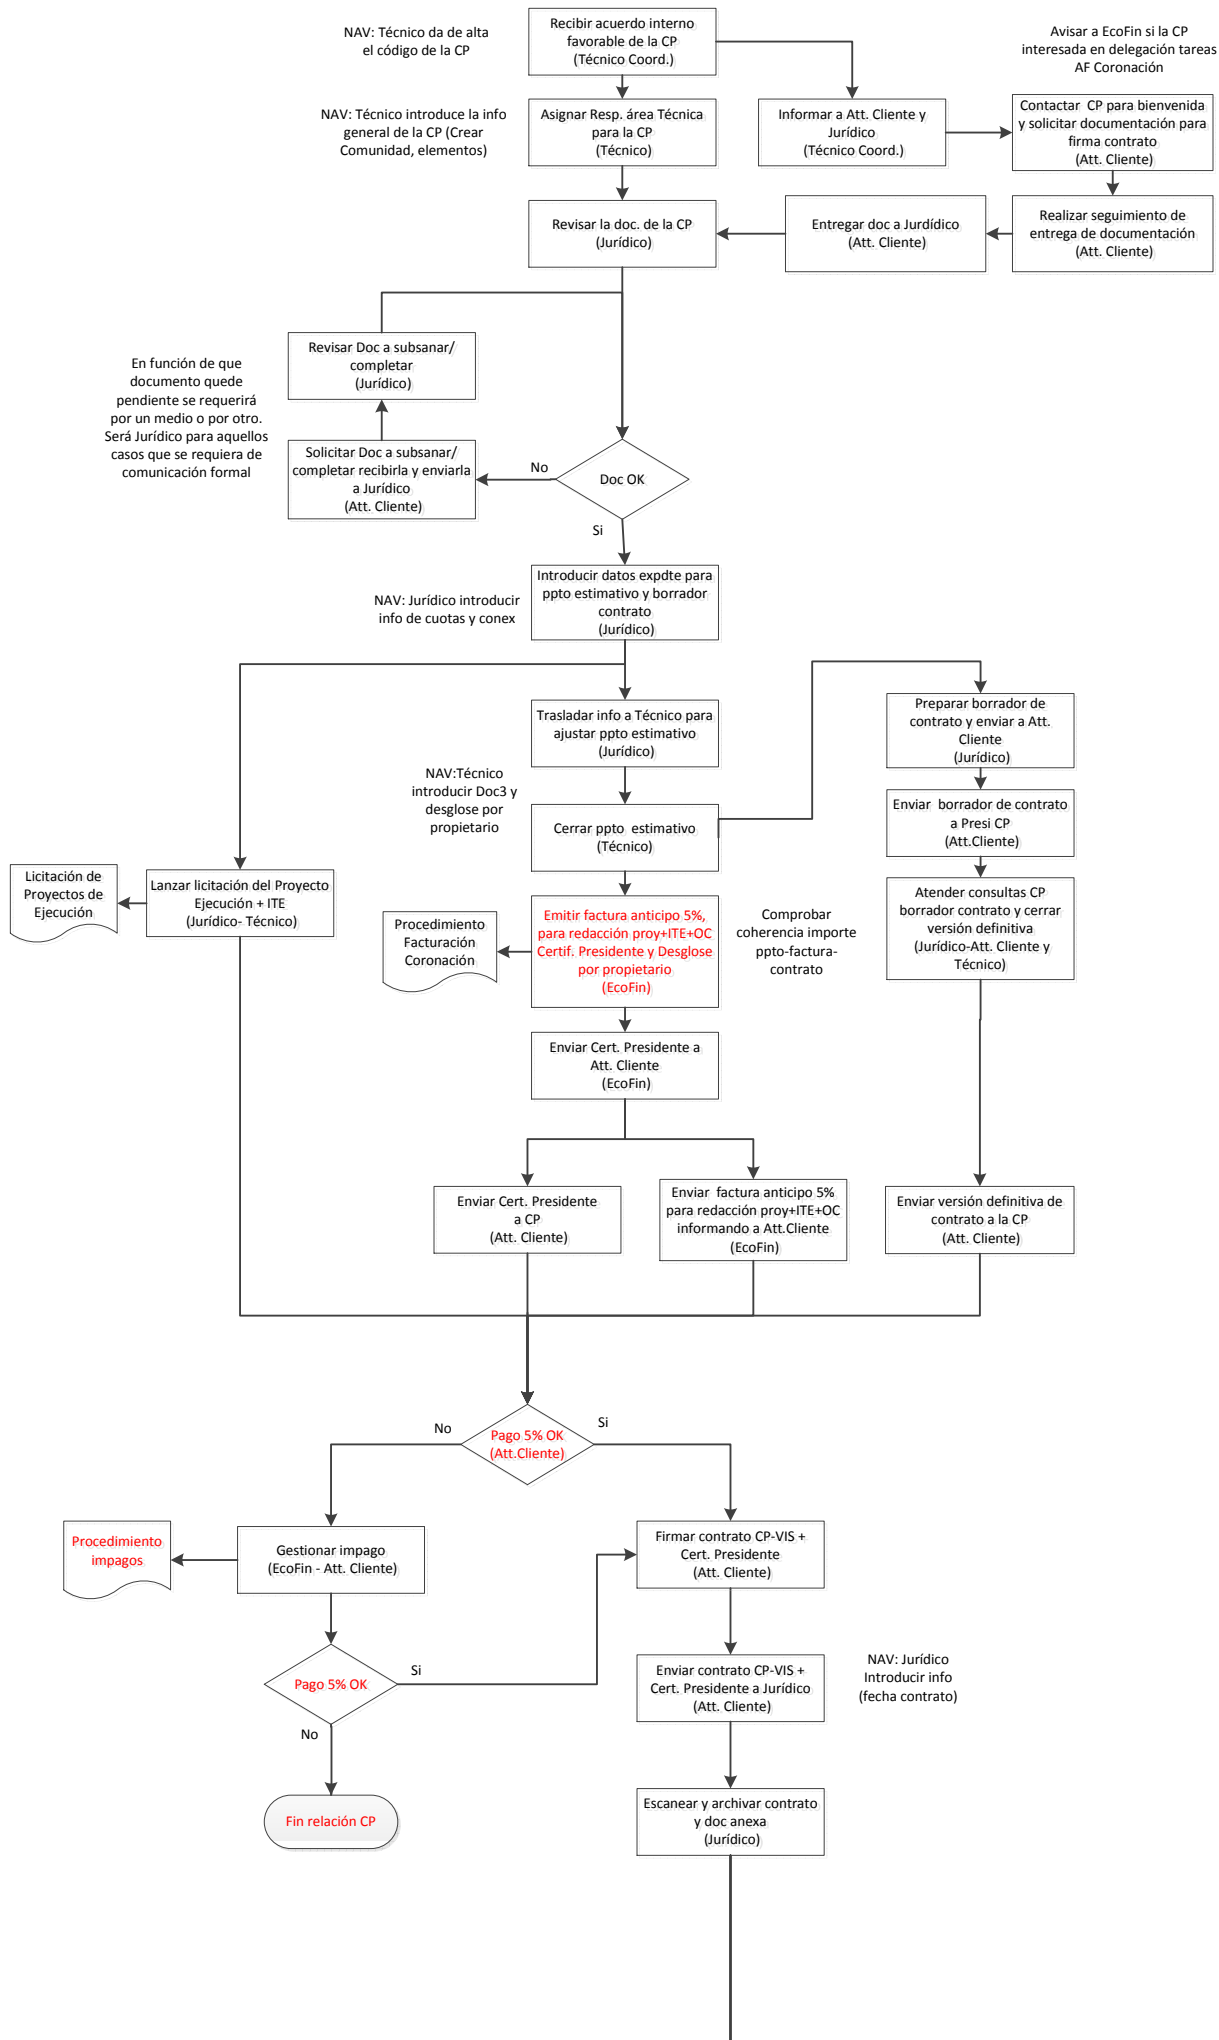 NAV: Técnico da de alta
el código de la CP
Recibir acuerdo interno
favorable de la CP
(Técnico Coord.)
Avisar a EcoFin si la CP
interesada en delegación tareas
AF Coronación
NAV: Técnico introduce la info
general de la CP (Crear
Comunidad, elementos)
Asignar Resp. área Técnica
para la CP
(Técnico)
Informar a Att. Cliente y
Jurídico
(Técnico Coord.)
Contactar CP para bienvenida
y solicitar documentación para
firma contrato
(Att. Cliente)
Revisar la doc. de la CP
(Jurídico)
Entregar doc a Jurdídico
(Att. Cliente)
Realizar seguimiento de
entrega de documentación
(Att. Cliente)
En función de que
documento quede
pendiente se requerirá
por un medio o por otro.
Será Jurídico para aquellos
casos que se requiera de
comunicación formal
Revisar Doc a subsanar/
completar
(Jurídico)
Solicitar Doc a subsanar/
completar recibirla y enviarla
a Jurídico
(Att. Cliente)
No
Doc OK
Si
NAV: Jurídico introducir
info de cuotas y conex
Introducir datos expdte para
ppto estimativo y borrador
contrato
(Jurídico)
Trasladar info a Técnico para
ajustar ppto estimativo
(Jurídico)
Preparar borrador de
contrato y enviar a Att.
Cliente
(Jurídico)
NAV:Técnico
introducir Doc3 y
desglose por
propietario
Cerrar ppto estimativo
(Técnico)
Enviar borrador de contrato
a Presi CP
(Att.Cliente)
Licitación de
Proyectos de
Ejecución
Lanzar licitación del Proyecto
Ejecución + ITE
(Jurídico- Técnico)
Procedimiento
Facturación
Coronación
Emitir factura anticipo 5%,
para redacción proy+ITE+OC
Certif. Presidente y Desglose
por propietario
(EcoFin)
Comprobar
coherencia importe
ppto-factura-
contrato
Atender consultas CP
borrador contrato y cerrar
versión definitiva
(Jurídico-Att. Cliente y
Técnico)
Enviar Cert. Presidente a
Att. Cliente
(EcoFin)
Enviar Cert. Presidente
a CP
(Att. Cliente)
Enviar factura anticipo 5%
para redacción proy+ITE+OC
informando a Att.Cliente
(EcoFin)
Enviar versión definitiva de
contrato a la CP
(Att. Cliente)
No
Pago 5% OK
(Att.Cliente)
Si
Procedimiento
impagos
Gestionar impago
(EcoFin - Att. Cliente)
Firmar contrato CP-VIS +
Cert. Presidente
(Att. Cliente)
Pago 5% OK
Si
No
Enviar contrato CP-VIS +
Cert. Presidente a Jurídico
(Att. Cliente)
NAV: Jurídico
Introducir info
(fecha contrato)
Fin relación CP
Escanear y archivar contrato
y doc anexa
(Jurídico)